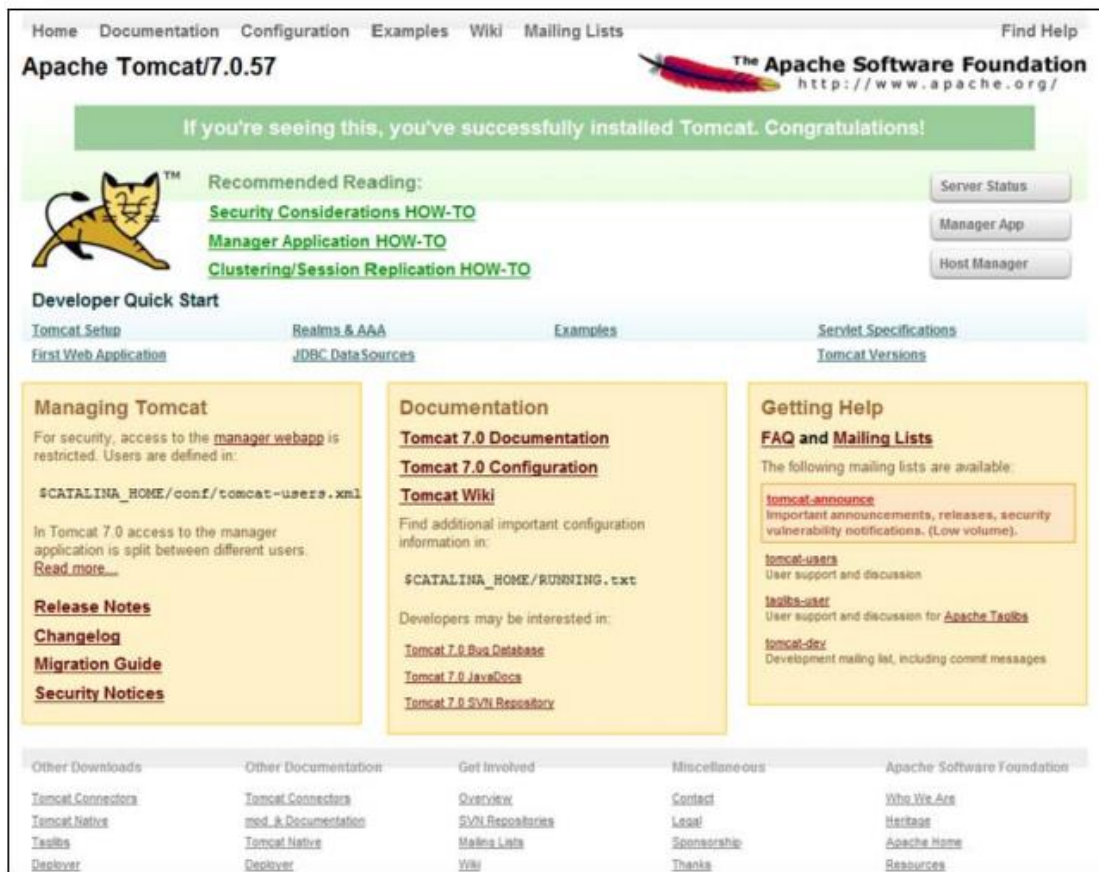 Home Documentation Configuration Examples Wiki Mailing Lists Find Help
Apache Tomcat/7.0.57
The Apache Software Foundation
http://www.apache.org/
If you're seeing this, you've successfully installed Tomcat. Congratulations!
TM
Recommended Reading:
Security Considerations HOW-TO
Manager Application HOW-TO
Clustering/Session Replication HOW-TO
Server Status
Manager App
Host Manager
Developer Quick Start
Tomcat Setup
First Web Application
Realms & AAA
JDBC DataSources
Examples
Servlet Specifications
Tomcat Versions
Managing Tomcat
For security, access to the manager webapp is
restricted. Users are defined in:
$CATALINA_HOME/conf/tomcat-users.xml
In Tomcat 7.0 access to the manager
application is split between different users.
Read more...
Release Notes
Changelog
Migration Guide
Security Notices
Documentation
Tomcat 7.0 Documentation
Tomcat 7.0 Configuration
Tomcat Wiki
Find additional important configuration
information in:
$CATALINA_HOME/RUNNING.txt
Developers may be interested in:
Tomcat 7.0 Bug Database
Tomcat 7.0 JavaDocs
Tomcat 7.0 SVN Repository
Getting Help
FAQ and Mailing Lists
The following mailing lists are available:
tomcat-announce
Important announcements, releases, security
vulnerability notifications. (Low volume).
tomcat-users
User support and discussion
taglibs-user
User support and discussion for Apache Taglibs
tomcat-dev
Development mailing list, including commit messages
Other Downloads
Tomcat Connectors
Tomcat Native
Taglibs
Deployer
Other Documentation
Tomcat Connectors
mod_jk Documentation
Tomcat Native
Deployer
Get Involved
Overview
SVN Repositories
Mailing Lists
Wiki
Miscellaneous
Contact
Legal
Sponsorship
Thanks
Apache Software Foundation
Who We Are
Heritage
Apache Home
Resources